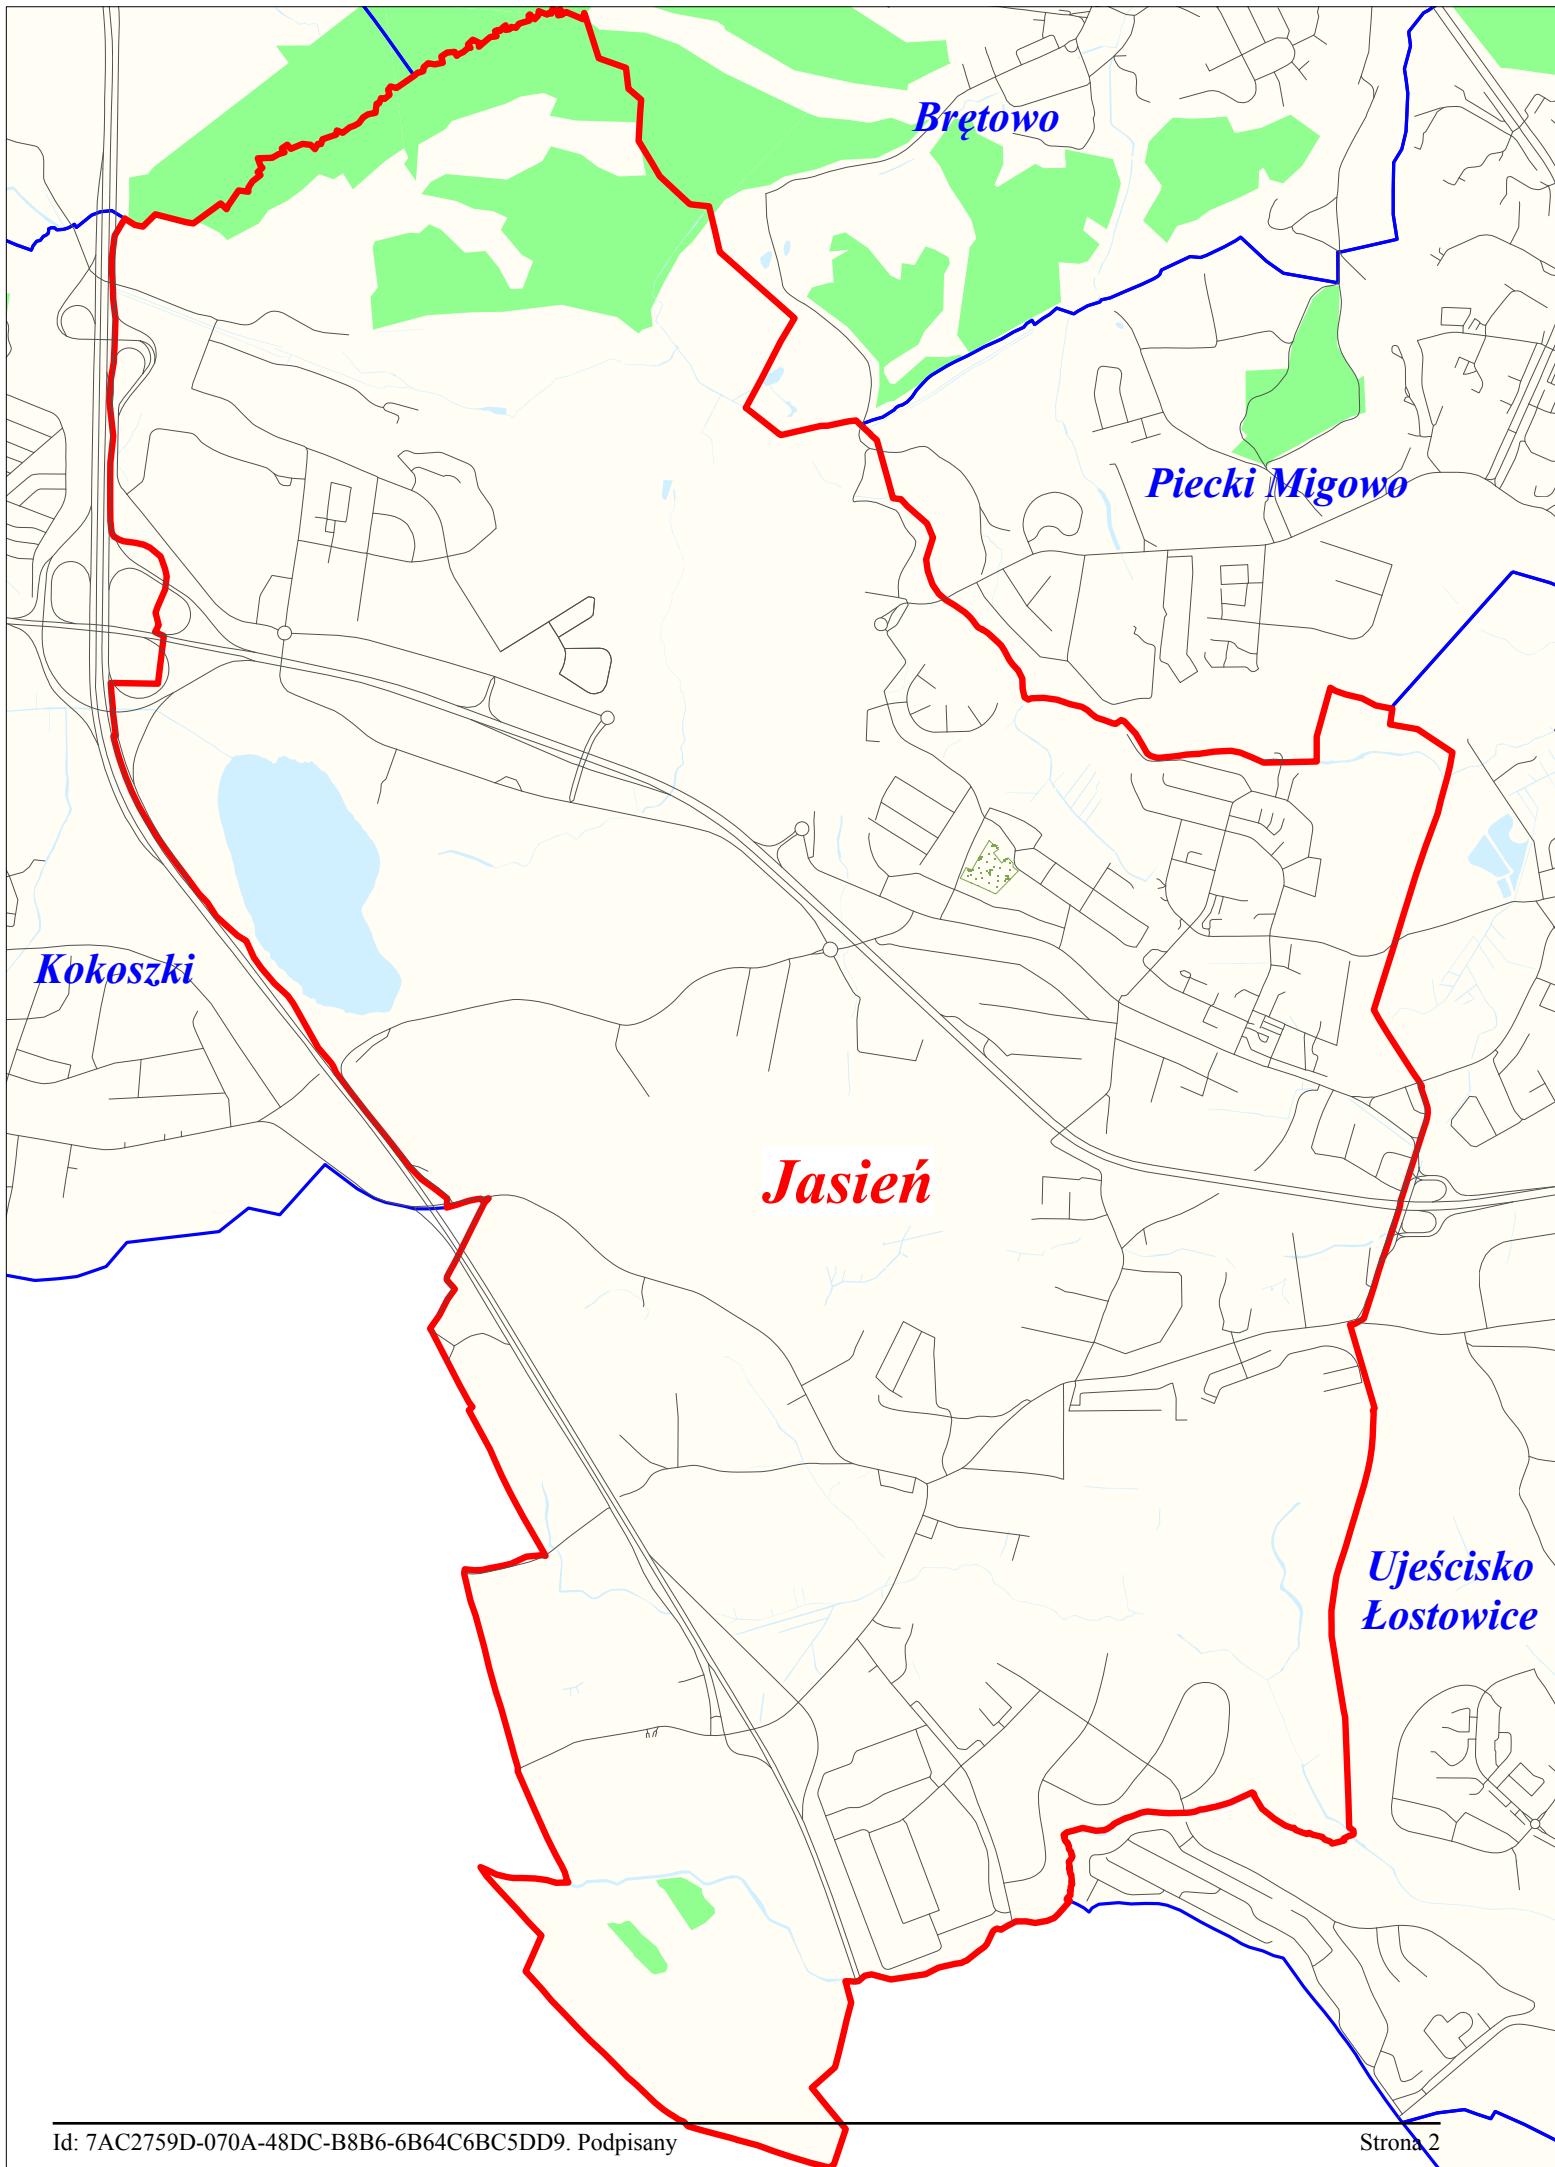 Brętowo
Piecki Migowo
Kokoszki
Jasień
Ujeścisko
Łostowice
Id: 7AC2759D-070A-48DC-B8B6-6B64C6BC5DD9. Podpisany
Strona 2